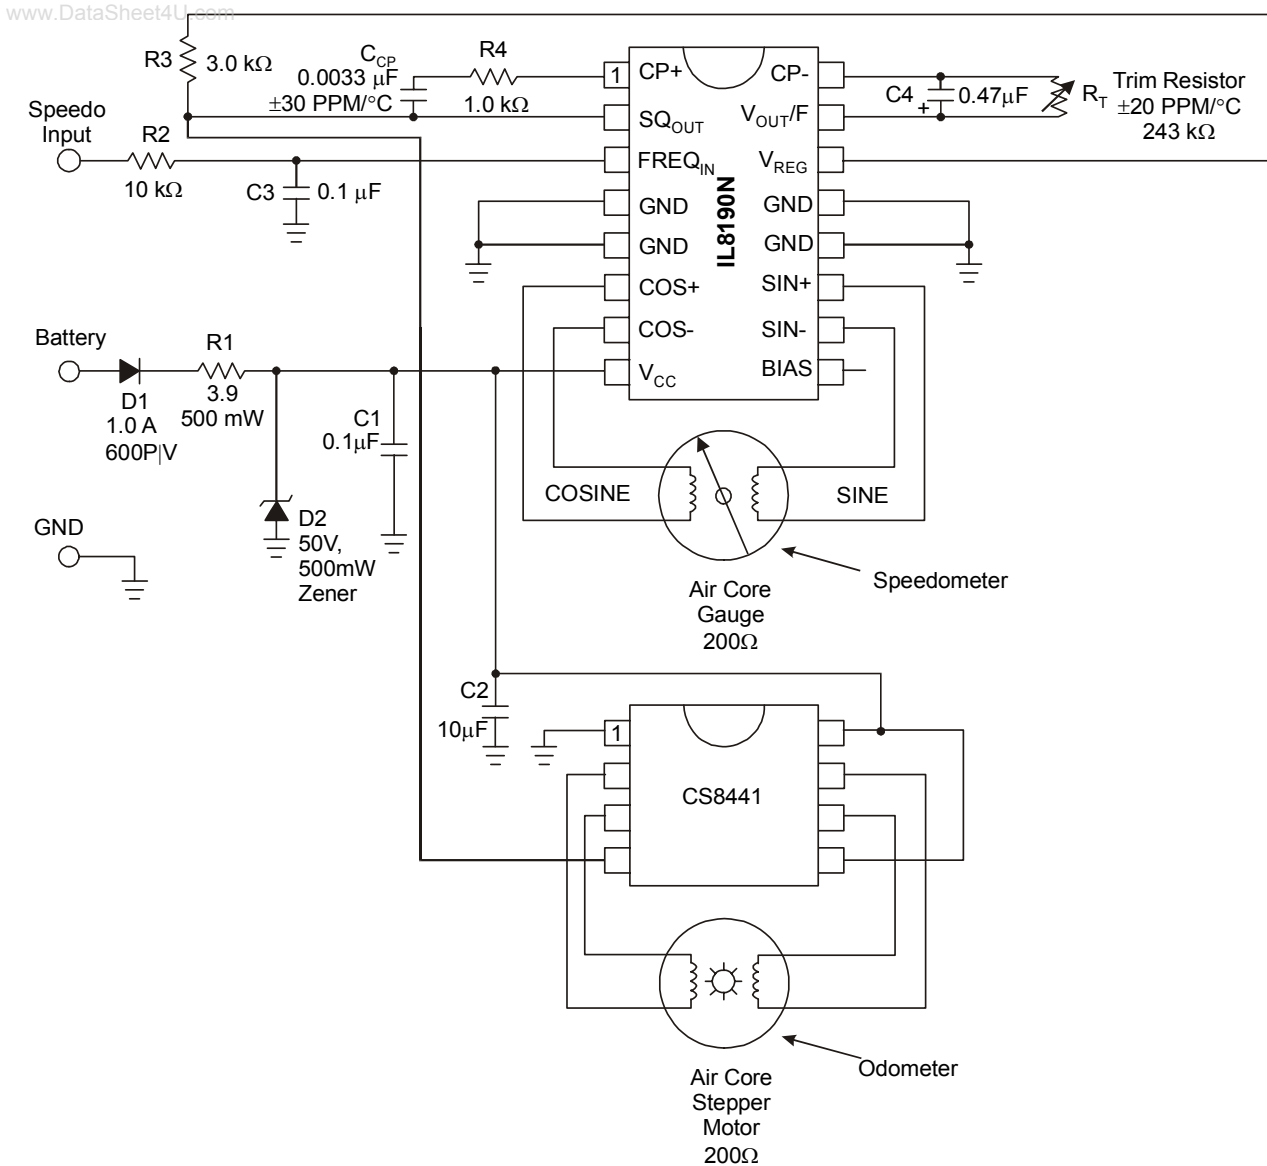 www.DataSheet4U.com
R3
3.0 kΩ
C_CP
0.0033 μF
±30 PPM/°C
R4
1.0 kΩ
1
CP+
CP-
C4
+
0.47μF
R_T
Trim Resistor
±20 PPM/°C
243 kΩ
Speedo
Input
R2
10 kΩ
SQ_OUT
V_OUT/F
FREQ_IN
V_REG
C3
0.1 μF
GND
GND
GND
GND
IL8190N
COS+
SIN+
COS-
SIN-
V_CC
BIAS
Battery
D1
1.0 A
600P|V
R1
3.9
500 mW
C1
0.1μF
D2
50V,
500mW
Zener
GND
COSINE
SINE
Speedometer
Air Core
Gauge
200Ω
C2
10μF
1
CS8441
Odometer
Air Core
Stepper
Motor
200Ω